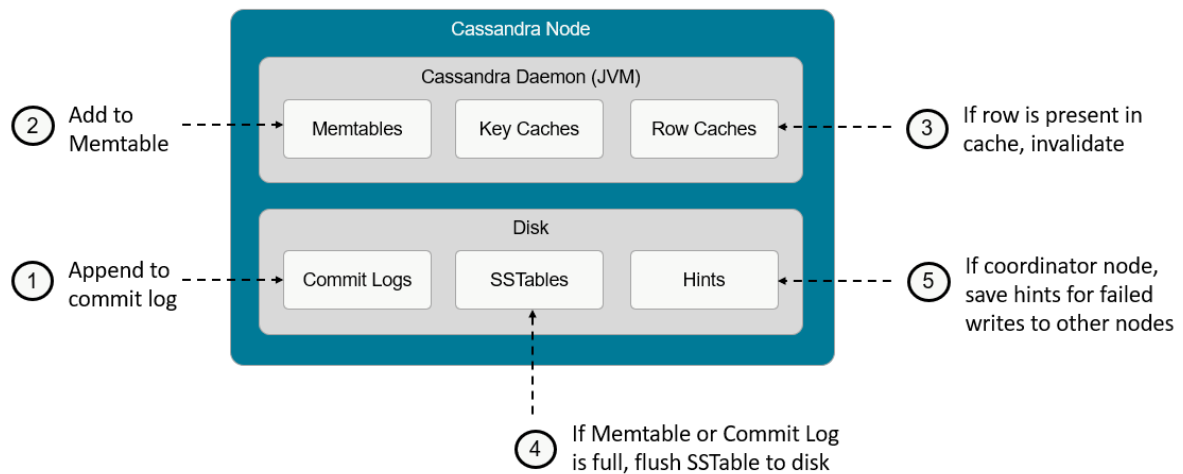 Cassandra Node
Cassandra Daemon (JVM)
2
Add to
Memtable
Memtables
Key Caches
Row Caches
3
If row is present in
cache, invalidate
Disk
1
Append to
commit log
Commit Logs
SSTables
Hints
5
If coordinator node,
save hints for failed
writes to other nodes
4
If Memtable or Commit Log
is full, flush SSTable to disk